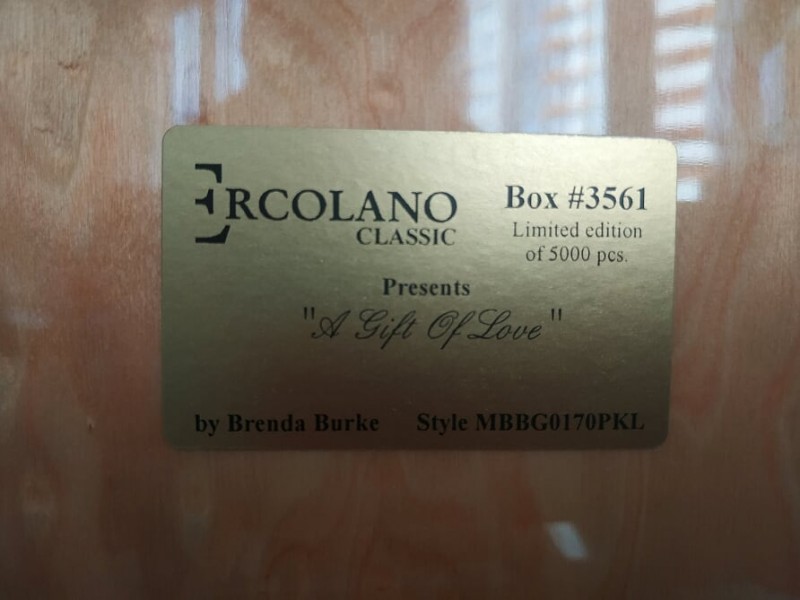 ERCOLANO
CLASSIC
Box #3561
Limited edition
of 5000 pcs.
Presents
"A Gift Of Love"
by Brenda Burke Style MBBG0170PKL